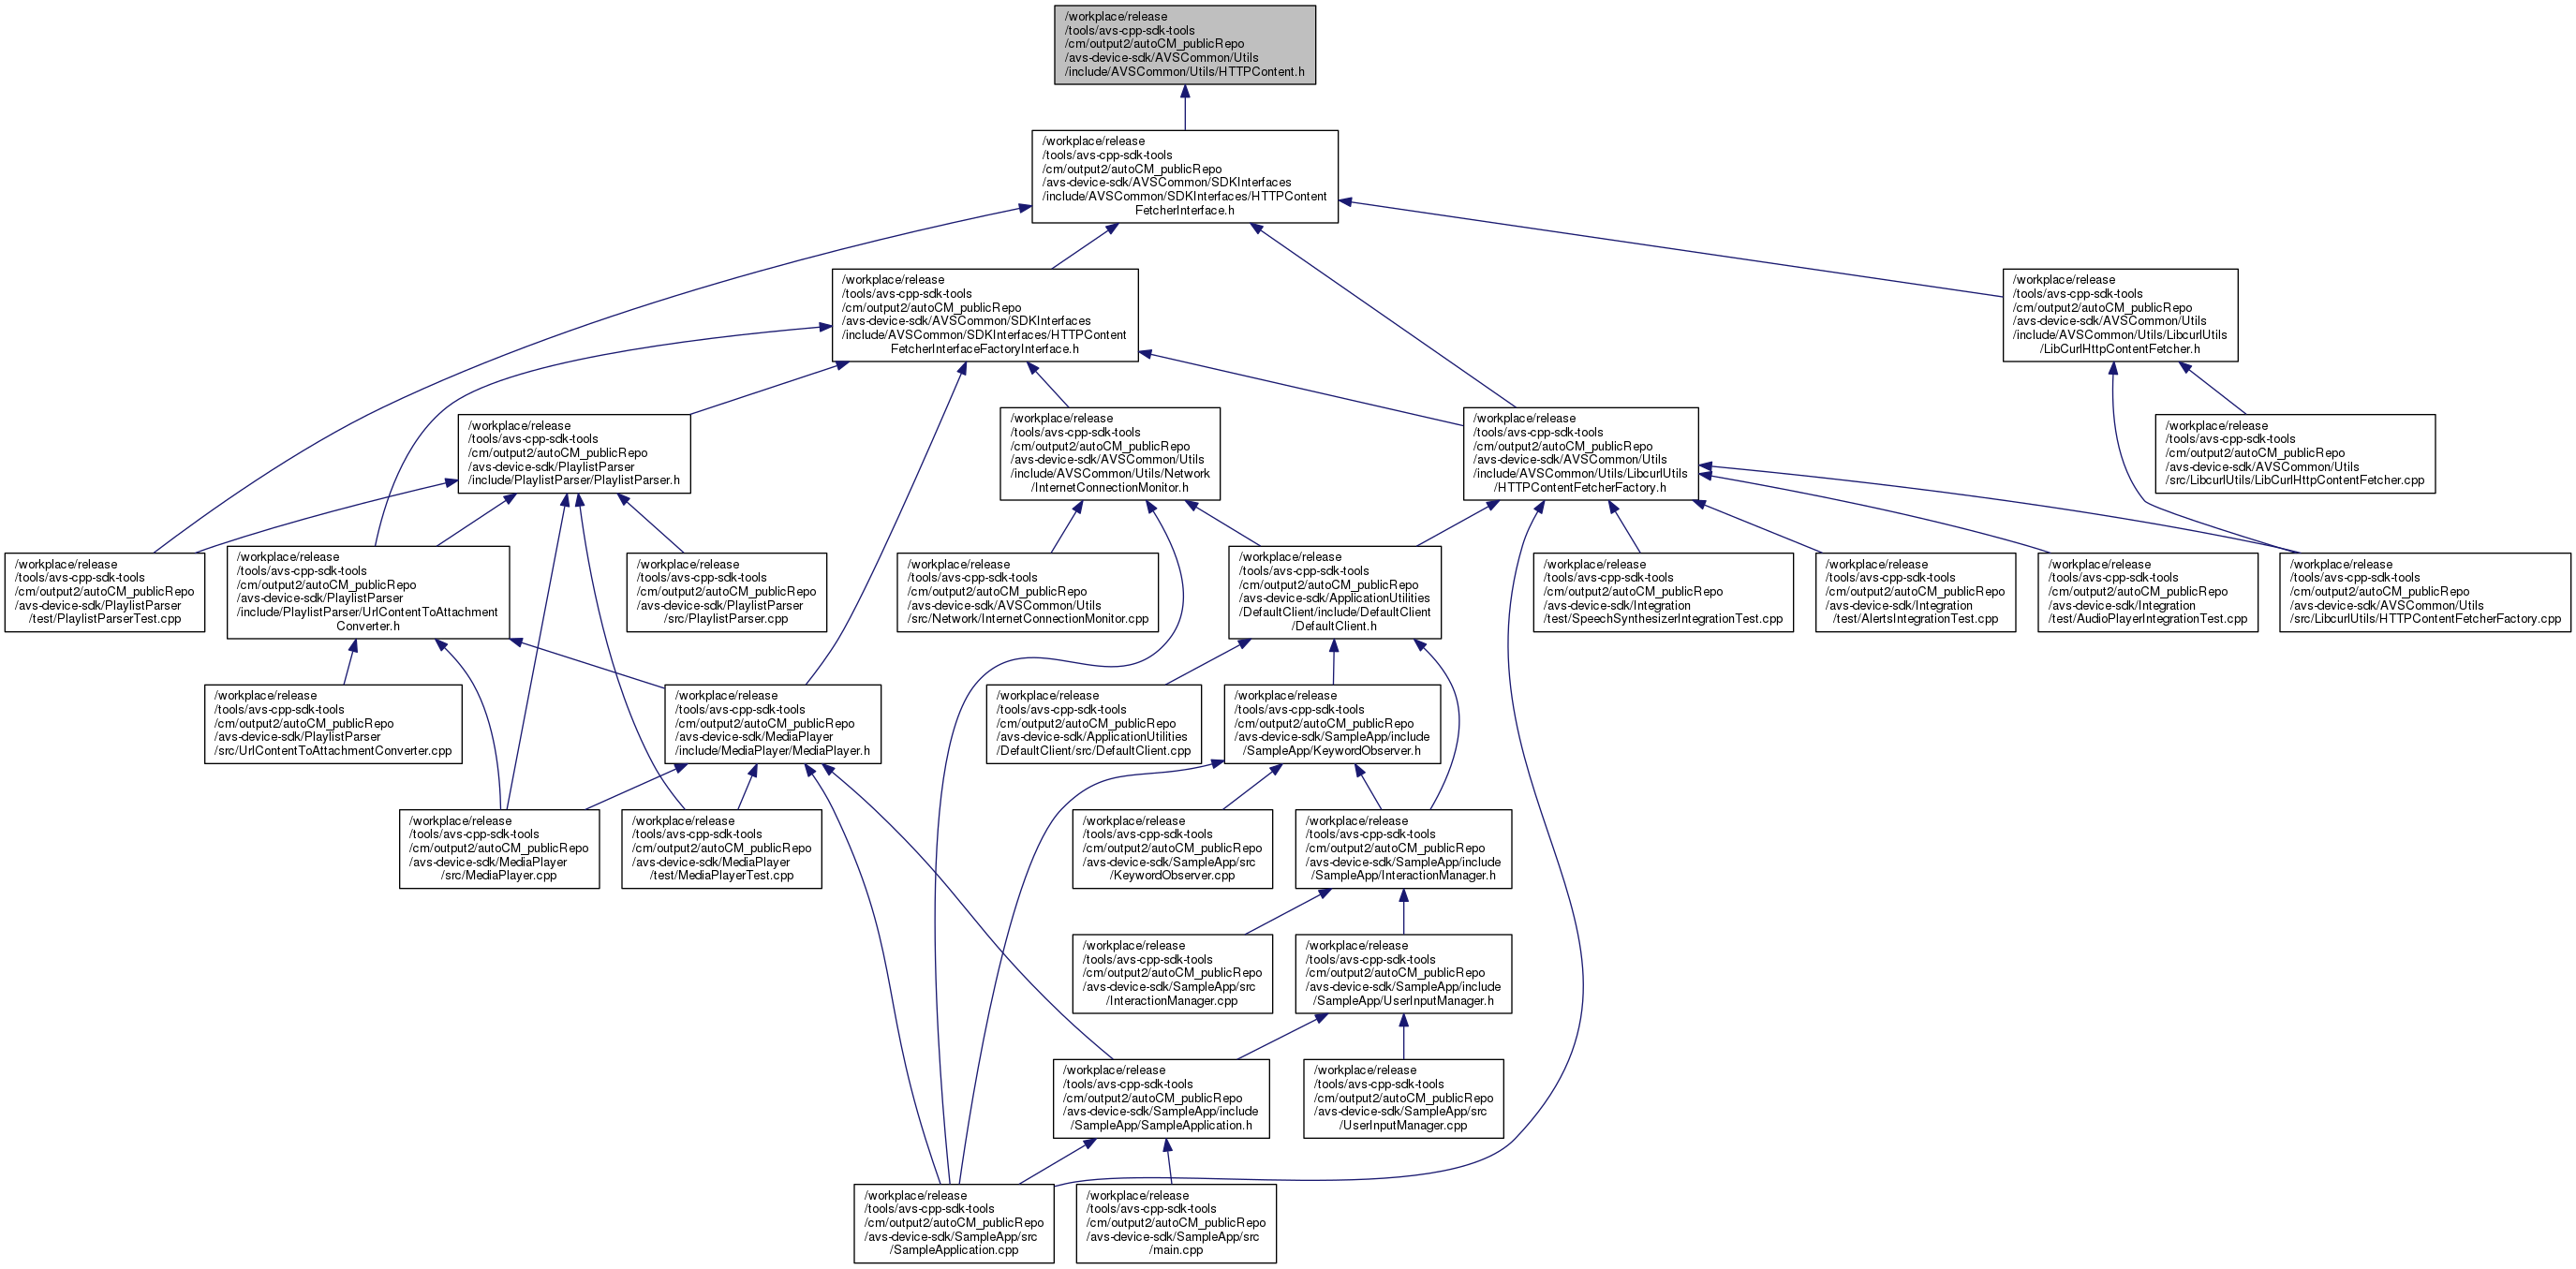 /workplace/release
/tools/avs-cpp-sdk-tools
/cm/output2/autoCM_publicRepo
/avs-device-sdk/AVSCommon/Utils
/include/AVSCommon/Utils/HTTPContent.h
/workplace/release
/tools/avs-cpp-sdk-tools
/cm/output2/autoCM_publicRepo
/avs-device-sdk/AVSCommon/SDKInterfaces
/include/AVSCommon/SDKInterfaces/HTTPContent
FetcherInterface.h
/workplace/release
/tools/avs-cpp-sdk-tools
/cm/output2/autoCM_publicRepo
/avs-device-sdk/AVSCommon/SDKInterfaces
/include/AVSCommon/SDKInterfaces/HTTPContent
FetcherInterfaceFactoryInterface.h
/workplace/release
/tools/avs-cpp-sdk-tools
/cm/output2/autoCM_publicRepo
/avs-device-sdk/AVSCommon/Utils
/include/AVSCommon/Utils/LibcurlUtils
/LibCurlHttpContentFetcher.h
/workplace/release
/tools/avs-cpp-sdk-tools
/cm/output2/autoCM_publicRepo
/avs-device-sdk/PlaylistParser
/include/PlaylistParser/PlaylistParser.h
/workplace/release
/tools/avs-cpp-sdk-tools
/cm/output2/autoCM_publicRepo
/avs-device-sdk/AVSCommon/Utils
/include/AVSCommon/Utils/Network
/InternetConnectionMonitor.h
/workplace/release
/tools/avs-cpp-sdk-tools
/cm/output2/autoCM_publicRepo
/avs-device-sdk/AVSCommon/Utils
/include/AVSCommon/Utils/LibcurlUtils
/HTTPContentFetcherFactory.h
/workplace/release
/tools/avs-cpp-sdk-tools
/cm/output2/autoCM_publicRepo
/avs-device-sdk/AVSCommon/Utils
/src/LibcurlUtils/LibCurlHttpContentFetcher.cpp
/workplace/release
/tools/avs-cpp-sdk-tools
/cm/output2/autoCM_publicRepo
/avs-device-sdk/PlaylistParser
/test/PlaylistParserTest.cpp
/workplace/release
/tools/avs-cpp-sdk-tools
/cm/output2/autoCM_publicRepo
/avs-device-sdk/PlaylistParser
/include/PlaylistParser/UrlContentToAttachment
Converter.h
/workplace/release
/tools/avs-cpp-sdk-tools
/cm/output2/autoCM_publicRepo
/avs-device-sdk/PlaylistParser
/src/PlaylistParser.cpp
/workplace/release
/tools/avs-cpp-sdk-tools
/cm/output2/autoCM_publicRepo
/avs-device-sdk/AVSCommon/Utils
/src/Network/InternetConnectionMonitor.cpp
/workplace/release
/tools/avs-cpp-sdk-tools
/cm/output2/autoCM_publicRepo
/avs-device-sdk/ApplicationUtilities
/DefaultClient/include/DefaultClient
/DefaultClient.h
/workplace/release
/tools/avs-cpp-sdk-tools
/cm/output2/autoCM_publicRepo
/avs-device-sdk/Integration
/test/SpeechSynthesizerIntegrationTest.cpp
/workplace/release
/tools/avs-cpp-sdk-tools
/cm/output2/autoCM_publicRepo
/avs-device-sdk/Integration
/test/AlertsIntegrationTest.cpp
/workplace/release
/tools/avs-cpp-sdk-tools
/cm/output2/autoCM_publicRepo
/avs-device-sdk/Integration
/test/AudioPlayerIntegrationTest.cpp
/workplace/release
/tools/avs-cpp-sdk-tools
/cm/output2/autoCM_publicRepo
/avs-device-sdk/AVSCommon/Utils
/src/LibcurlUtils/HTTPContentFetcherFactory.cpp
/workplace/release
/tools/avs-cpp-sdk-tools
/cm/output2/autoCM_publicRepo
/avs-device-sdk/PlaylistParser
/src/UrlContentToAttachmentConverter.cpp
/workplace/release
/tools/avs-cpp-sdk-tools
/cm/output2/autoCM_publicRepo
/avs-device-sdk/MediaPlayer
/include/MediaPlayer/MediaPlayer.h
/workplace/release
/tools/avs-cpp-sdk-tools
/cm/output2/autoCM_publicRepo
/avs-device-sdk/ApplicationUtilities
/DefaultClient/src/DefaultClient.cpp
/workplace/release
/tools/avs-cpp-sdk-tools
/cm/output2/autoCM_publicRepo
/avs-device-sdk/SampleApp/include
/SampleApp/KeywordObserver.h
/workplace/release
/tools/avs-cpp-sdk-tools
/cm/output2/autoCM_publicRepo
/avs-device-sdk/MediaPlayer
/src/MediaPlayer.cpp
/workplace/release
/tools/avs-cpp-sdk-tools
/cm/output2/autoCM_publicRepo
/avs-device-sdk/MediaPlayer
/test/MediaPlayerTest.cpp
/workplace/release
/tools/avs-cpp-sdk-tools
/cm/output2/autoCM_publicRepo
/avs-device-sdk/SampleApp/src
/KeywordObserver.cpp
/workplace/release
/tools/avs-cpp-sdk-tools
/cm/output2/autoCM_publicRepo
/avs-device-sdk/SampleApp/include
/SampleApp/InteractionManager.h
/workplace/release
/tools/avs-cpp-sdk-tools
/cm/output2/autoCM_publicRepo
/avs-device-sdk/SampleApp/src
/InteractionManager.cpp
/workplace/release
/tools/avs-cpp-sdk-tools
/cm/output2/autoCM_publicRepo
/avs-device-sdk/SampleApp/include
/SampleApp/UserInputManager.h
/workplace/release
/tools/avs-cpp-sdk-tools
/cm/output2/autoCM_publicRepo
/avs-device-sdk/SampleApp/include
/SampleApp/SampleApplication.h
/workplace/release
/tools/avs-cpp-sdk-tools
/cm/output2/autoCM_publicRepo
/avs-device-sdk/SampleApp/src
/UserInputManager.cpp
/workplace/release
/tools/avs-cpp-sdk-tools
/cm/output2/autoCM_publicRepo
/avs-device-sdk/SampleApp/src
/SampleApplication.cpp
/workplace/release
/tools/avs-cpp-sdk-tools
/cm/output2/autoCM_publicRepo
/avs-device-sdk/SampleApp/src
/main.cpp